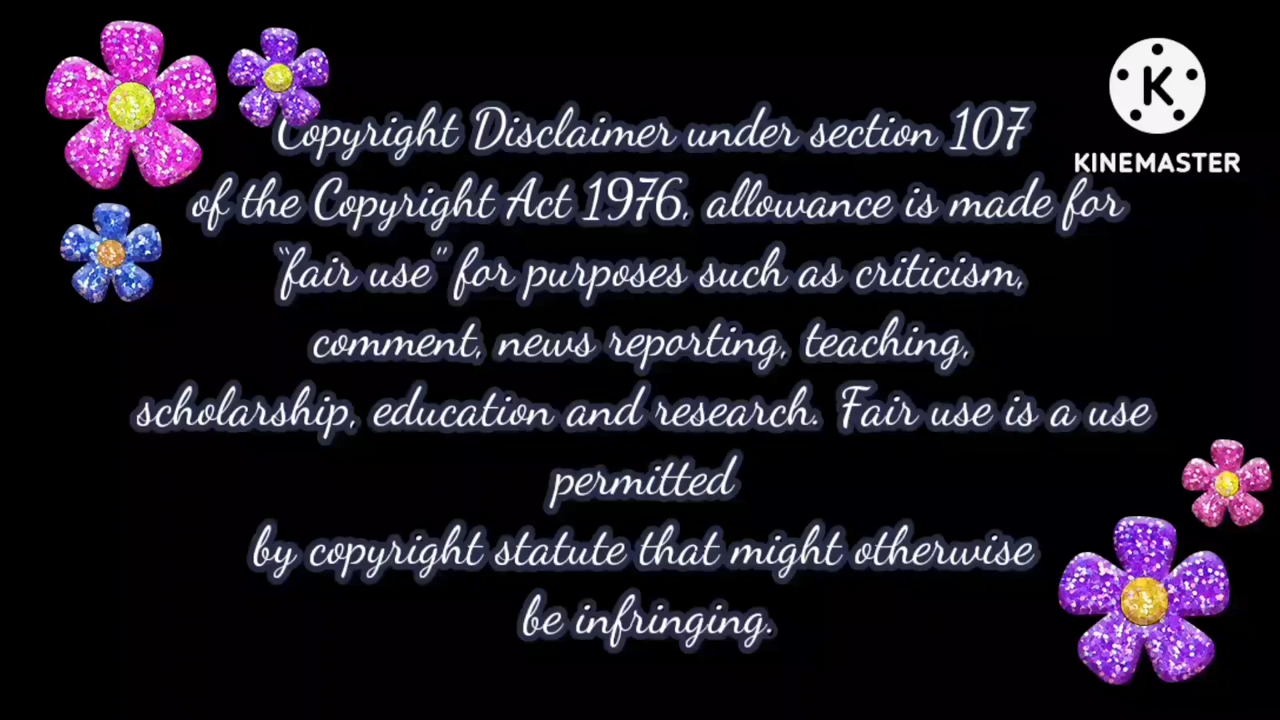 Copyright Disclaimer under section 107
of the Copyright Act 1976, allowance is made for
“fair use” for purposes such as criticism,
comment, news reporting, teaching,
scholarship, education and research. Fair use is a use
permitted
by copyright statute that might otherwise
be infringing.
K
KINEMASTER